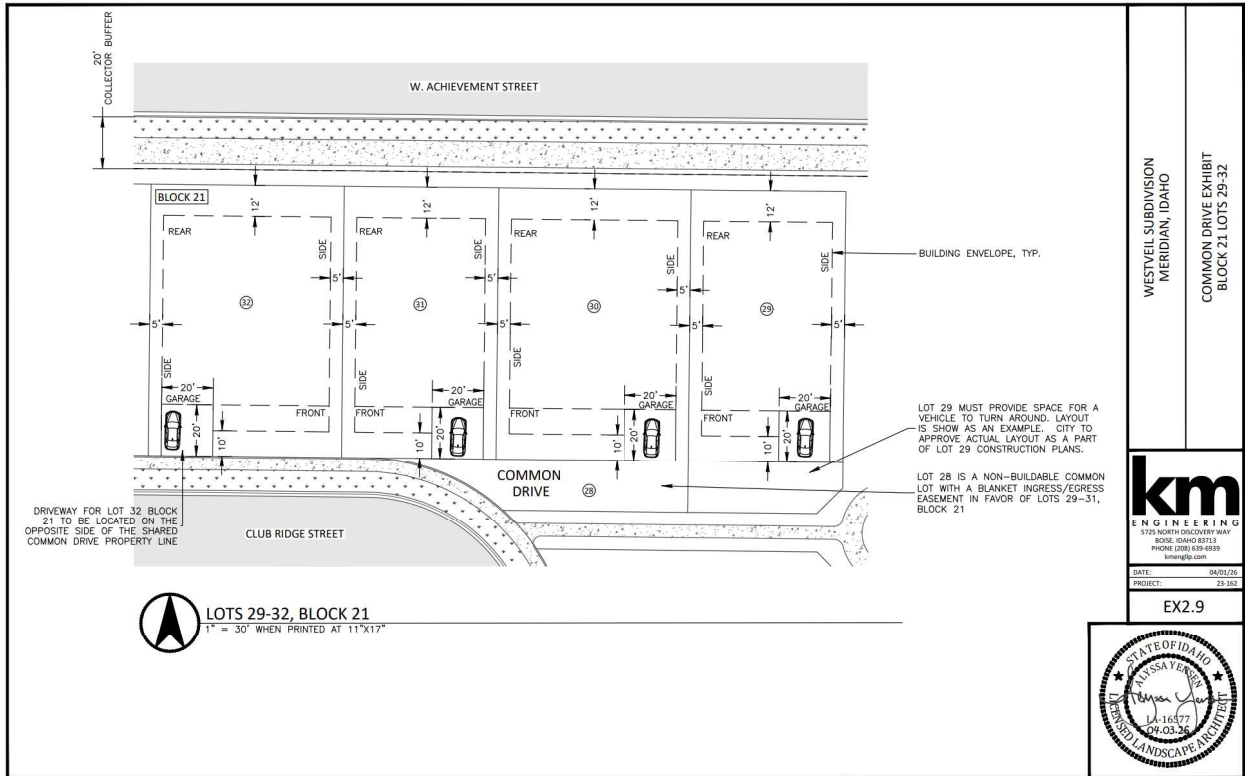 20'
COLLECTOR BUFFER
W. ACHIEVEMENT STREET
BLOCK 21
12'
12'
12'
12'
REAR
SIDE
REAR
SIDE
REAR
SIDE
REAR
SIDE
BUILDING ENVELOPE, TYP.
5'
5'
5'
5'
32
31
30
29
5'
5'
5'
5'
SIDE
SIDE
SIDE
SIDE
20'
GARAGE
FRONT
20'
10'
20'
GARAGE
FRONT
20'
10'
20'
GARAGE
FRONT
20'
10'
20'
GARAGE
FRONT
20'
10'
LOT 29 MUST PROVIDE SPACE FOR A
VEHICLE TO TURN AROUND. LAYOUT
IS SHOW AS AN EXAMPLE. CITY TO
APPROVE ACTUAL LAYOUT AS A PART
OF LOT 29 CONSTRUCTION PLANS.
COMMON
DRIVE
28
LOT 28 IS A NON-BUILDABLE COMMON
LOT WITH A BLANKET INGRESS/EGRESS
EASEMENT IN FAVOR OF LOTS 29-31,
BLOCK 21
DRIVEWAY FOR LOT 32 BLOCK
21 TO BE LOCATED ON THE
OPPOSITE SIDE OF THE SHARED
COMMON DRIVE PROPERTY LINE
CLUB RIDGE STREET
LOTS 29-32, BLOCK 21
1" = 30' WHEN PRINTED AT 11"X17"
WESTVEIL SUBDIVISION
MERIDIAN, IDAHO
COMMON DRIVE EXHIBIT
BLOCK 21 LOTS 29-32
km
ENGINEERING
5725 NORTH DISCOVERY WAY
BOISE, IDAHO 83713
PHONE (208) 639-6939
kmengllp.com
DATE: 04/01/26
PROJECT: 23-162
EX2.9
STATE OF IDAHO
ALYSSA YENSEN
LA-16577
04.03.26
LICENSED LANDSCAPE ARCHITECT